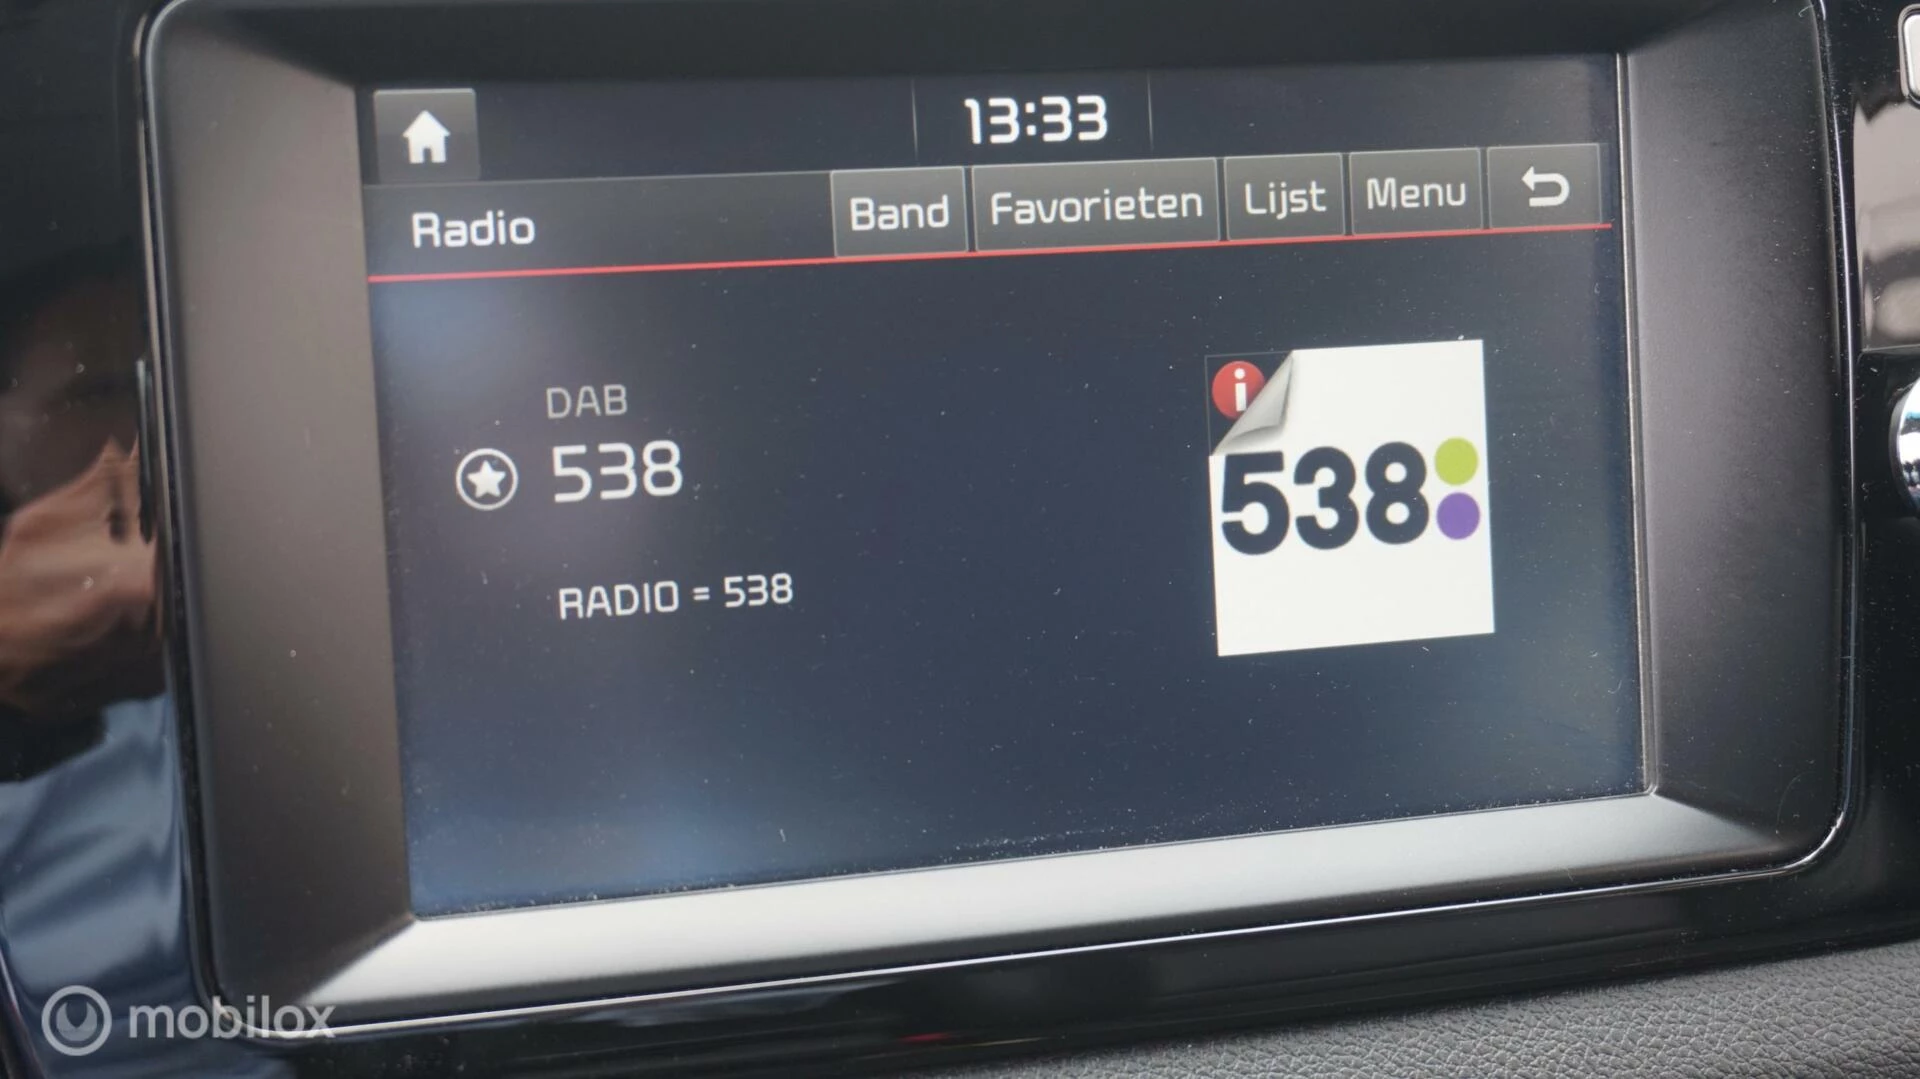 13:33
Radio
Band
Favorieten
Lijst
Menu
DAB
538
RADIO = 538
i
538
mobilox